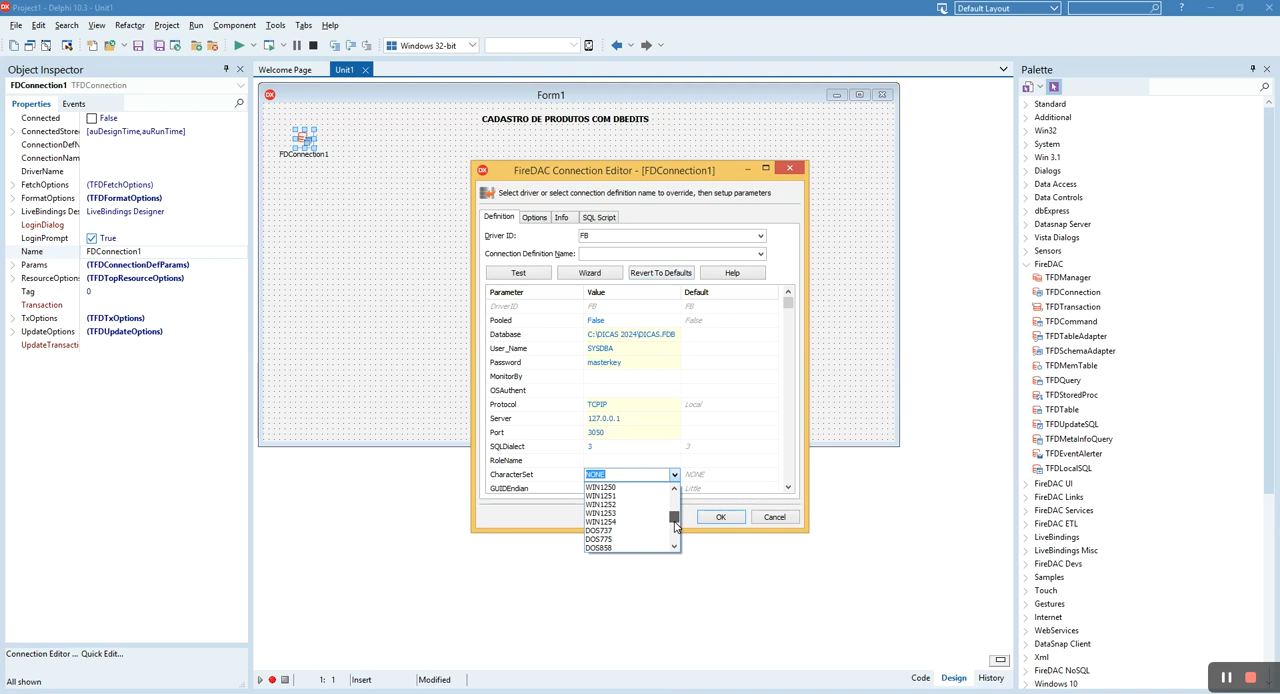 Project1 - Delphi 10.3 - Unit1
Default Layout
File Edit Search View Refactor Project Run Component Tools Tabs Help
Windows 32-bit
Object Inspector
FDConnection1 TFDConnection
Properties Events
Connected False
ConnectedStore [auDesignTime,auRunTime]
ConnectionDefN
ConnectionNam
DriverName
FetchOptions (TFDFetchOptions)
FormatOptions (TFDFormatOptions)
LiveBindings Des LiveBindings Designer
LoginDialog
LoginPrompt True
Name FDConnection1
Params (TFDConnectionDefParams)
ResourceOptions (TFDTopResourceOptions)
Tag 0
Transaction
TxOptions (TFDTxOptions)
UpdateOptions (TFDUpdateOptions)
UpdateTransacti
Connection Editor ... Quick Edit...
All shown
Welcome Page Unit1
Form1
CADASTRO DE PRODUTOS COM DBEDITS
FDConnection1
FireDAC Connection Editor - [FDConnection1]
Select driver or select connection definition name to override, then setup parameters
Definition Options Info SQL Script
Driver ID: FB
Connection Definition Name:
Test Wizard Revert To Defaults Help
Parameter Value Default
DriverID FB FB
Pooled False False
Database C:\DICAS 2024\DICAS.FDB
User_Name SYSDBA
Password masterkey
MonitorBy
OSAuthent
Protocol TCPIP Local
Server 127.0.0.1
Port 3050
SQLDialect 3 3
RoleName
CharacterSet NONE NONE
GUIDEndian Little
WIN1250
WIN1251
WIN1252
WIN1253
WIN1254
DOS737
DOS775
DOS858
OK Cancel
1: 1 Insert Modified
Code Design History
Palette
Standard
Additional
Win32
System
Win 3.1
Dialogs
Data Access
Data Controls
dbExpress
Datasnap Server
Vista Dialogs
Sensors
FireDAC
TFDManager
TFDConnection
TFDTransaction
TFDCommand
TFDTableAdapter
TFDSchemaAdapter
TFDMemTable
TFDQuery
TFDStoredProc
TFDTable
TFDUpdateSQL
TFDMetaInfoQuery
TFDEventAlerter
TFDLocalSQL
FireDAC UI
FireDAC Links
FireDAC Services
FireDAC ETL
LiveBindings
LiveBindings Misc
FireDAC Devs
Samples
Touch
Gestures
Internet
WebServices
DataSnap Client
Xml
FireDAC NoSQL
Windows 10